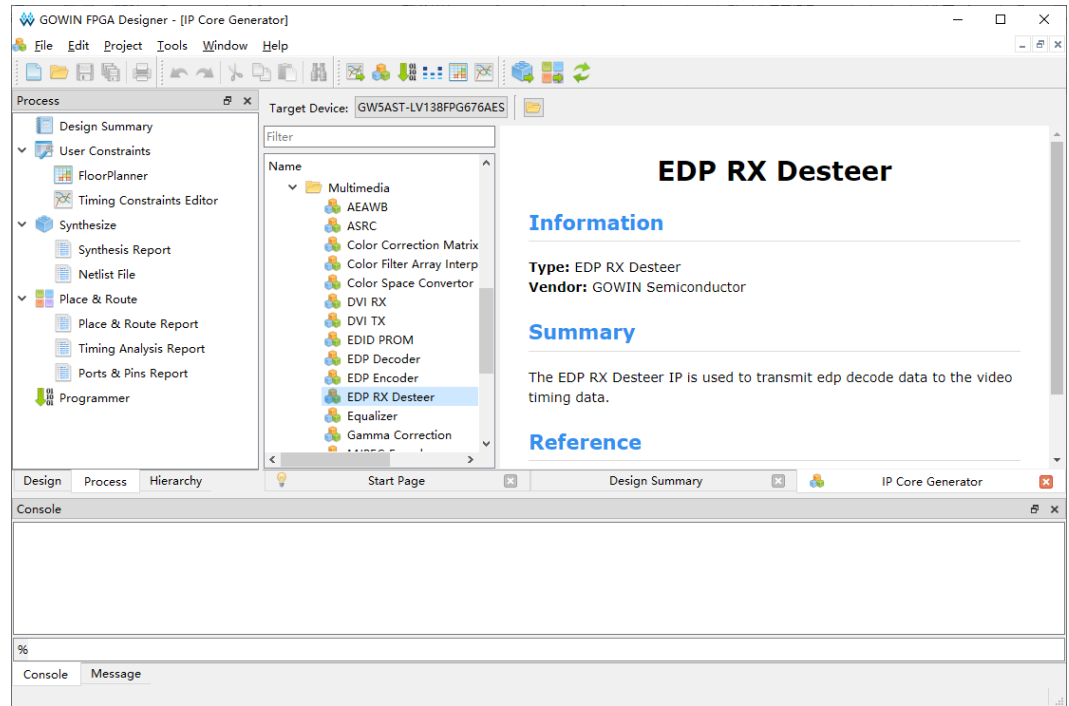 GOWIN FPGA Designer - [IP Core Generator]
File Edit Project Tools Window Help
Process
Design Summary
User Constraints
FloorPlanner
Timing Constraints Editor
Synthesize
Synthesis Report
Netlist File
Place & Route
Place & Route Report
Timing Analysis Report
Ports & Pins Report
Programmer
Design Process Hierarchy
Target Device: GW5AST-LV138FPG676AES
Filter
Name
Multimedia
AEAWB
ASRC
Color Correction Matrix
Color Filter Array Interp
Color Space Convertor
DVI RX
DVI TX
EDID PROM
EDP Decoder
EDP Encoder
EDP RX Desteer
Equalizer
Gamma Correction
EDP RX Desteer
Information
Type: EDP RX Desteer
Vendor: GOWIN Semiconductor
Summary
The EDP RX Desteer IP is used to transmit edp decode data to the video
timing data.
Reference
Start Page Design Summary IP Core Generator
Console
%
Console Message